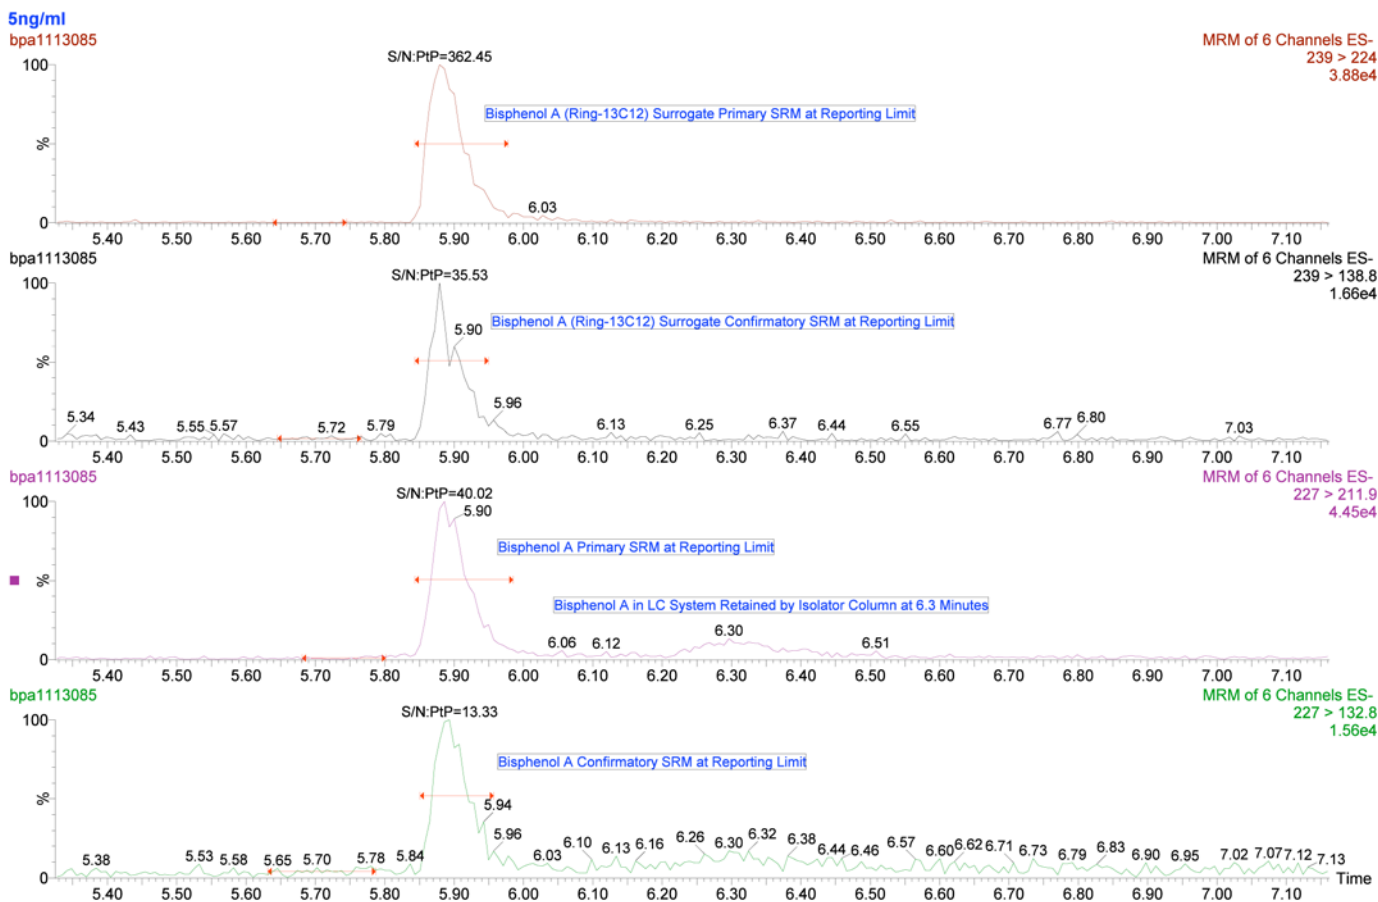 5ng/ml
bpa1113085
MRM of 6 Channels ES-
239 > 224
3.88e4
S/N:PtP=362.45
100
Bisphenol A (Ring-13C12) Surrogate Primary SRM at Reporting Limit
%
6.03
0
5.40 5.50 5.60 5.70 5.80 5.90 6.00 6.10 6.20 6.30 6.40 6.50 6.60 6.70 6.80 6.90 7.00 7.10
bpa1113085
MRM of 6 Channels ES-
239 > 138.8
1.66e4
S/N:PtP=35.53
100
Bisphenol A (Ring-13C12) Surrogate Confirmatory SRM at Reporting Limit
5.90
%
5.96
5.34 5.43 5.55 5.57 5.72 5.79 6.13 6.25 6.37 6.44 6.55 6.77 6.80 7.03
0
5.40 5.50 5.60 5.70 5.80 5.90 6.00 6.10 6.20 6.30 6.40 6.50 6.60 6.70 6.80 6.90 7.00 7.10
bpa1113085
MRM of 6 Channels ES-
227 > 211.9
4.45e4
S/N:PtP=40.02
100
5.90
Bisphenol A Primary SRM at Reporting Limit
%
Bisphenol A in LC System Retained by Isolator Column at 6.3 Minutes
6.06 6.12 6.30 6.51
0
5.40 5.50 5.60 5.70 5.80 5.90 6.00 6.10 6.20 6.30 6.40 6.50 6.60 6.70 6.80 6.90 7.00 7.10
bpa1113085
MRM of 6 Channels ES-
227 > 132.8
1.56e4
S/N:PtP=13.33
100
Bisphenol A Confirmatory SRM at Reporting Limit
%
5.94
5.96
5.38 5.53 5.58 5.65 5.70 5.78 5.84 6.03 6.10 6.13 6.16 6.26 6.30 6.32 6.38 6.44 6.46 6.57 6.60 6.62 6.71 6.73 6.79 6.83 6.90 6.95 7.02 7.07 7.12 7.13
0
Time
5.40 5.50 5.60 5.70 5.80 5.90 6.00 6.10 6.20 6.30 6.40 6.50 6.60 6.70 6.80 6.90 7.00 7.10